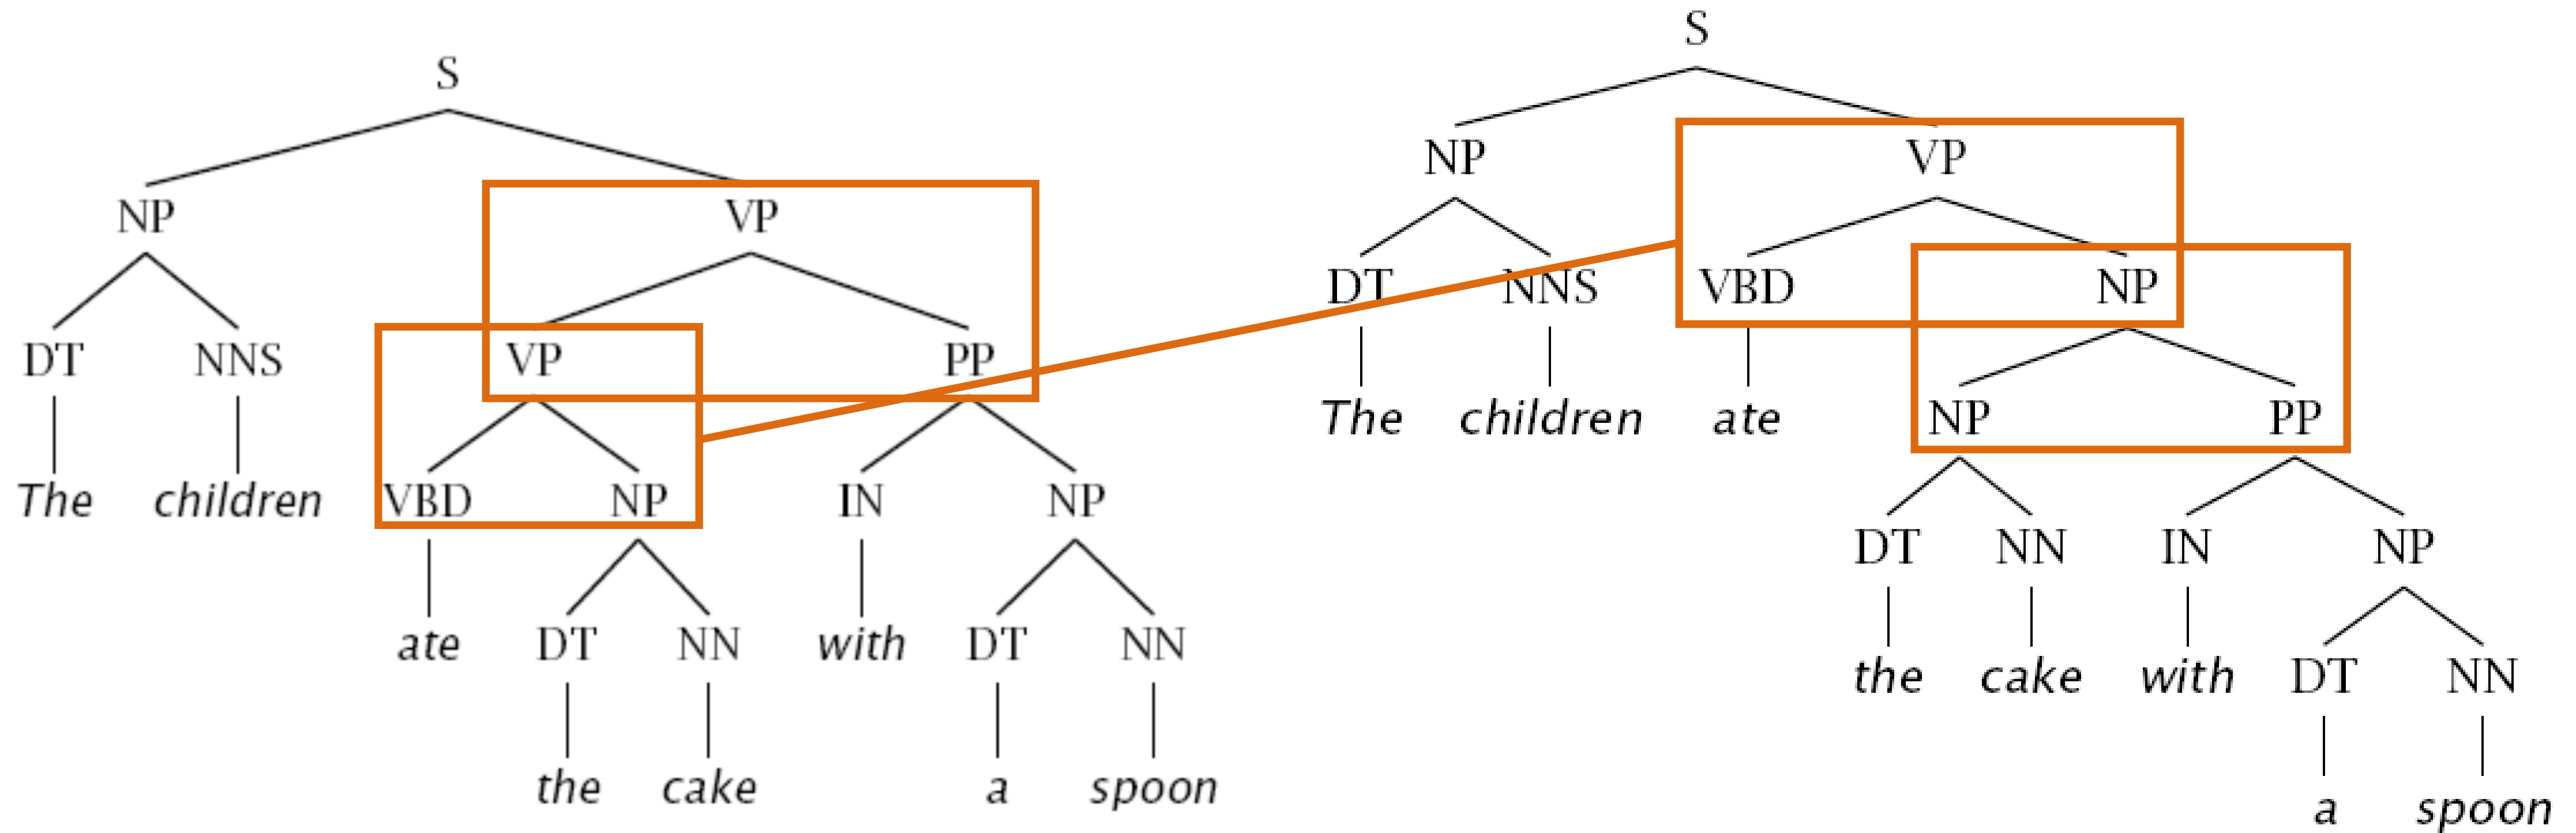 S
NP VP
DT NNS VP PP
The children VBD NP IN NP
ate DT NN with DT NN
the cake a spoon
S
NP VP
DT NNS VBD NP
The children ate NP PP
DT NN IN NP
the cake with DT NN
a spoon